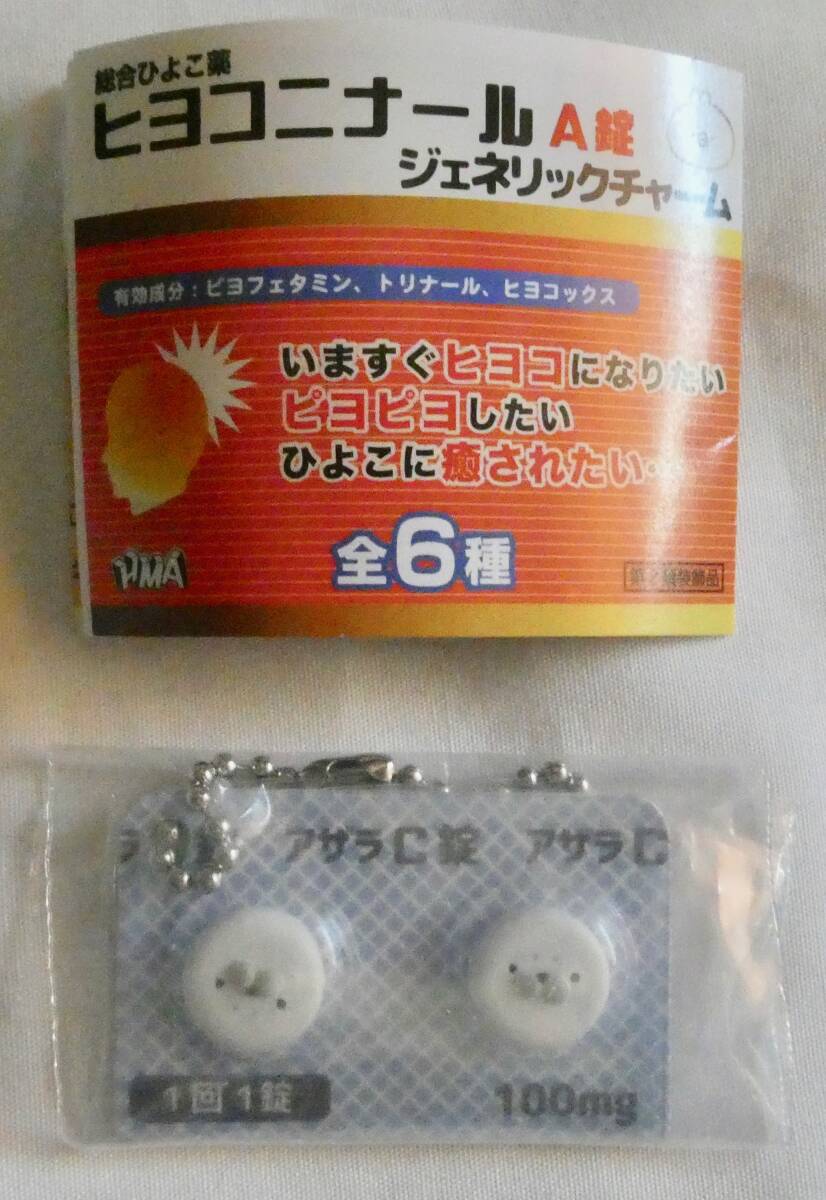 総合ひよこ薬
ヒヨコニナール A錠
ジェネリックチャーム
有効成分：ピヨフェタミン、トリナール、ヒヨコックス
いますぐヒヨコになりたい
ピヨピヨしたい
ひよこに癒されたい・・
全6種
HMA
アザラC錠 アザラC
1回1錠
100mg